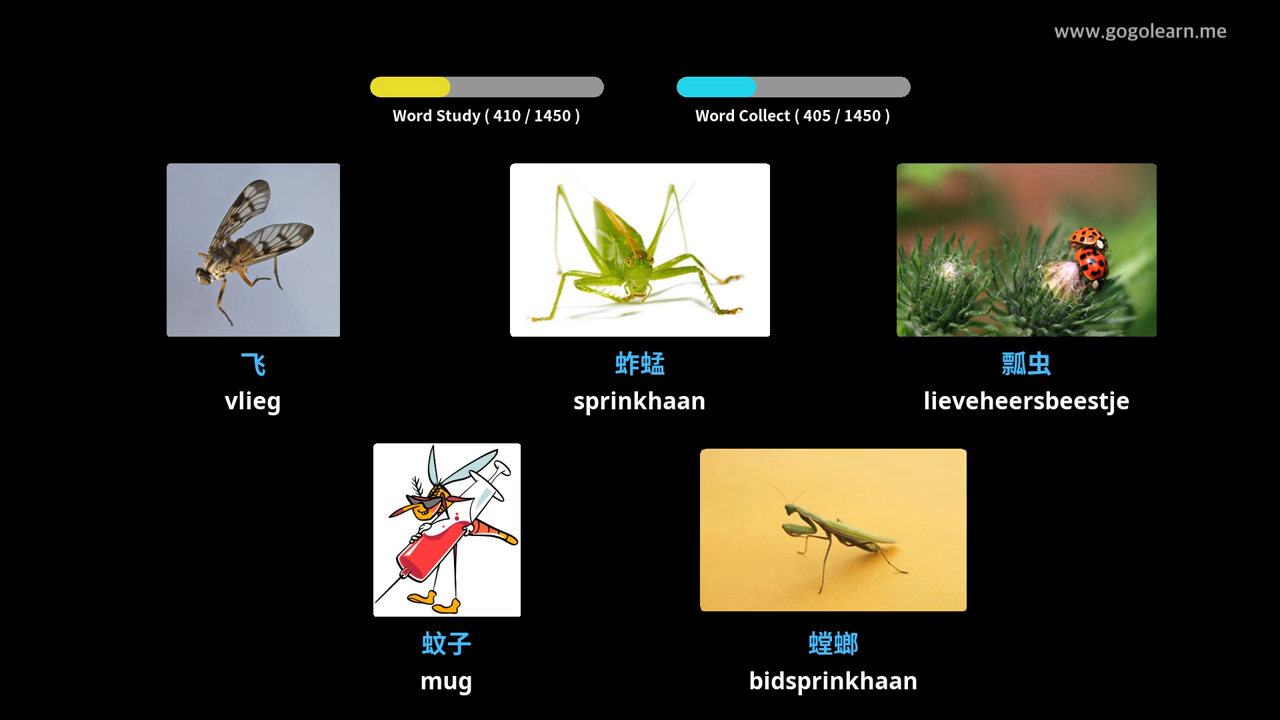 www.gogolearn.me
Word Study ( 410 / 1450 )
Word Collect ( 405 / 1450 )
飞
vlieg
蚱蜢
sprinkhaan
瓢虫
lieveheersbeestje
蚊子
mug
螳螂
bidsprinkhaan